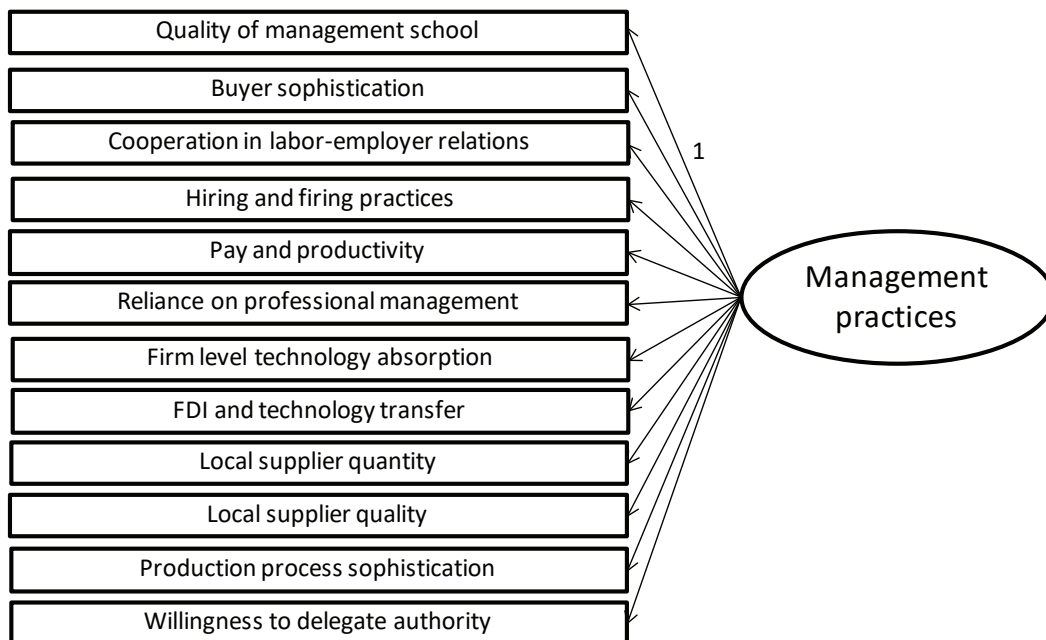 Quality of management school
Buyer sophistication
Cooperation in labor-employer relations
1
Hiring and firing practices
Pay and productivity
Reliance on professional management
Management
practices
Firm level technology absorption
FDI and technology transfer
Local supplier quantity
Local supplier quality
Production process sophistication
Willingness to delegate authority